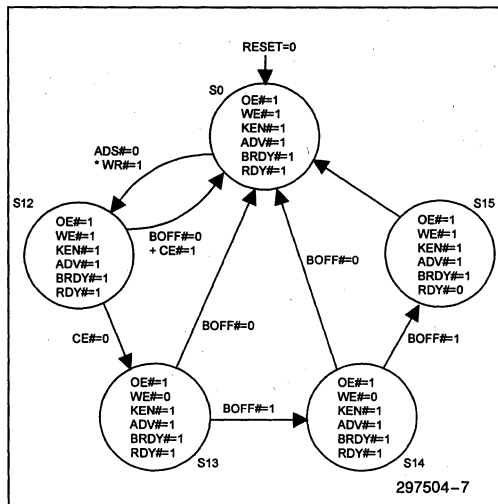 RESET=0
S0
OE#=1
WE#=1
KEN#=1
ADV#=1
BRDY#=1
RDY#=1
ADS#=0
* WR#=1
S12
OE#=1
WE#=1
KEN#=1
ADV#=1
BRDY#=1
RDY#=1
BOFF#=0
+ CE#=1
S15
OE#=1
WE#=1
KEN#=1
ADV#=1
BRDY#=1
RDY#=0
BOFF#=0
BOFF#=0
CE#=0
BOFF#=1
OE#=1
WE#=0
KEN#=1
ADV#=1
BRDY#=1
RDY#=1
S13
BOFF#=1
OE#=1
WE#=0
KEN#=1
ADV#=1
BRDY#=1
RDY#=1
S14
297504-7